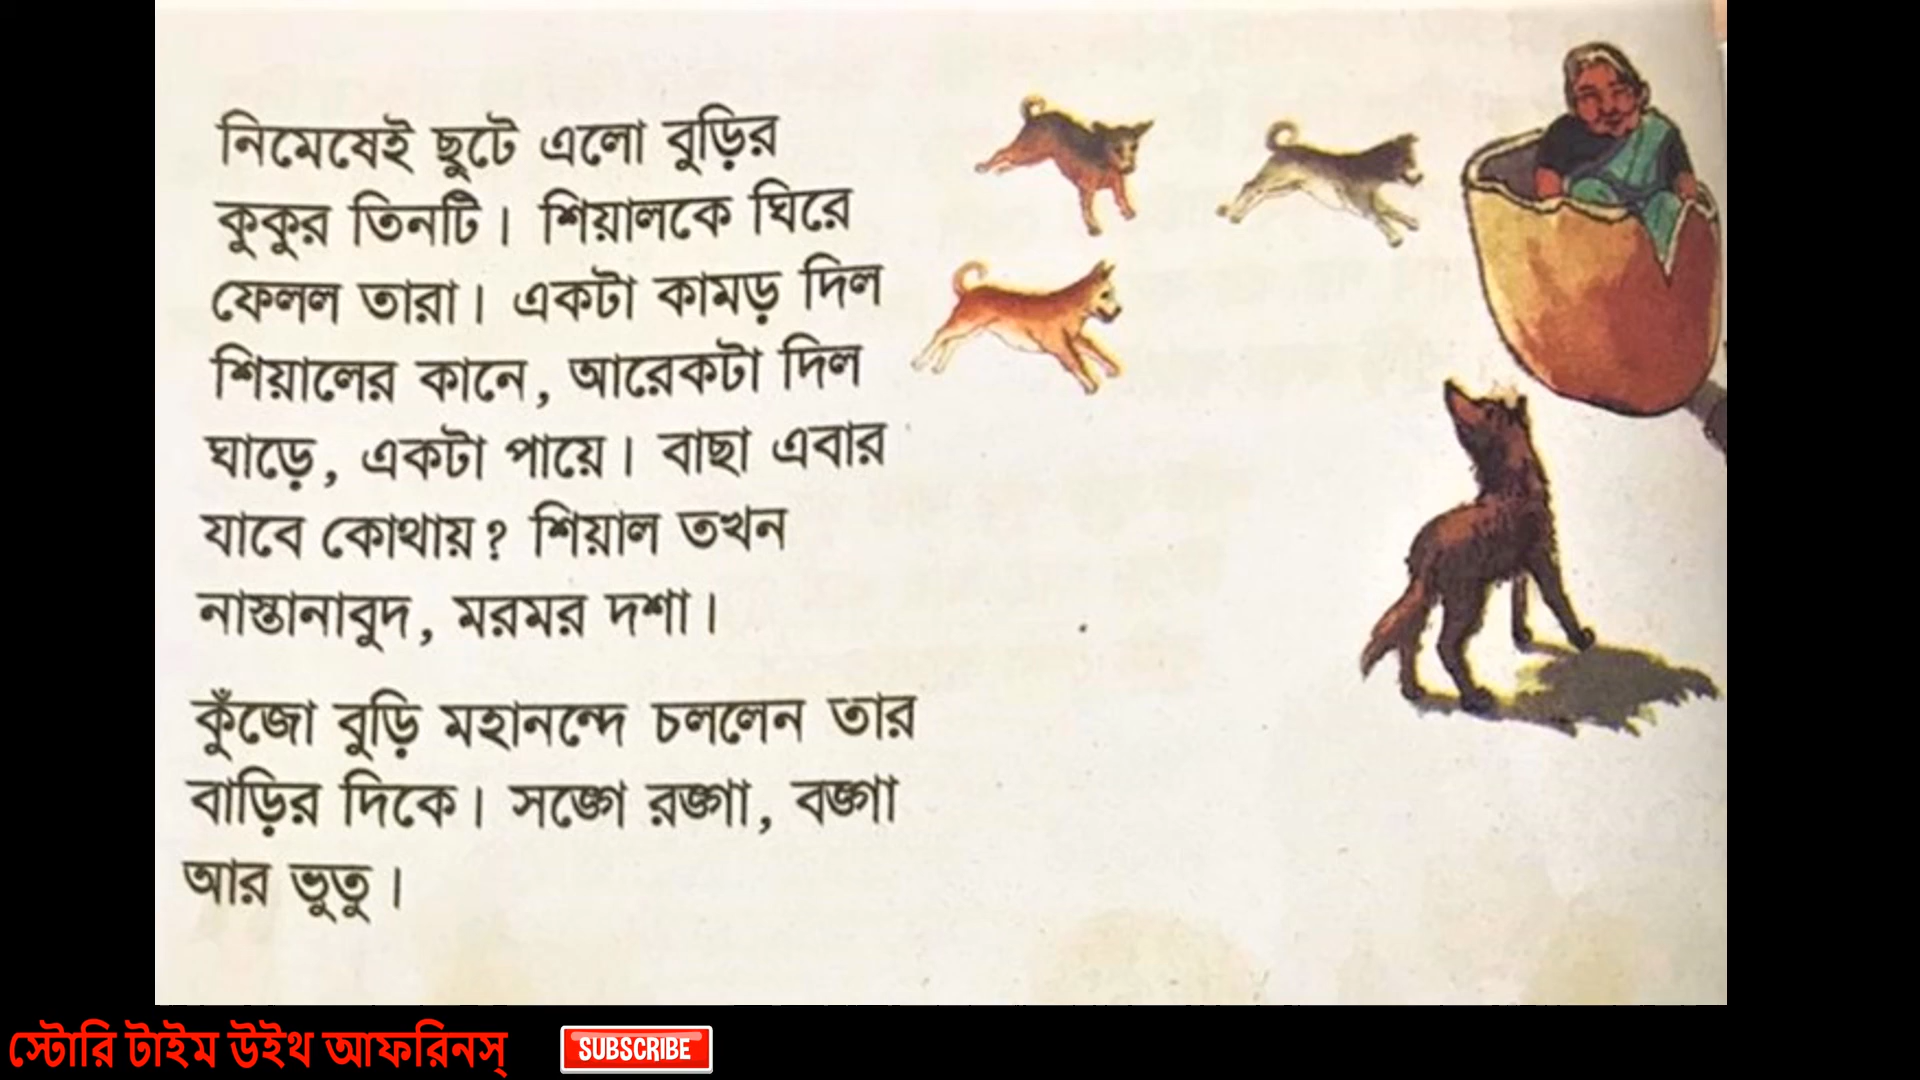 নিমেষেই ছুটে এলো বুড়ির
কুকুর তিনটি। শিয়ালকে ঘিরে
ফেলল তারা। একটা কামড় দিল
শিয়ালের কানে, আরেকটা দিল
ঘাড়ে, একটা পায়ে। বাছা এবার
যাবে কোথায়? শিয়াল তখন
নাস্তানাবুদ, মরমর দশা।
কুঁজো বুড়ি মহানন্দে চললেন তার
বাড়ির দিকে। সঙ্গে রঙ্গা, বঙ্গা
আর ভুতু।
স্টোরি টাইম উইথ আফরিনস্
SUBSCRIBE